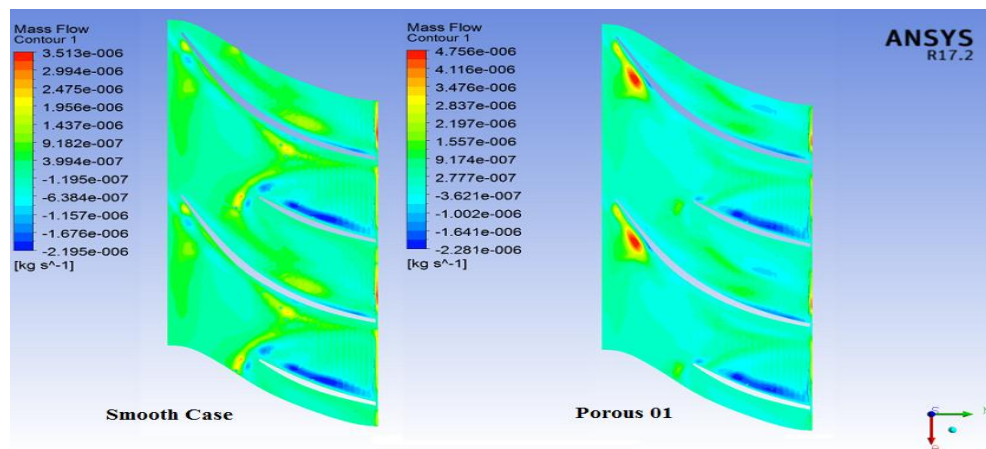 Mass Flow
Contour 1
3.513e-006
2.994e-006
2.475e-006
1.956e-006
1.437e-006
9.182e-007
3.994e-007
-1.195e-007
-6.384e-007
-1.157e-006
-1.676e-006
-2.195e-006
[kg s^-1]
Mass Flow
Contour 1
4.756e-006
4.116e-006
3.476e-006
2.837e-006
2.197e-006
1.557e-006
9.174e-007
2.777e-007
-3.621e-007
-1.002e-006
-1.641e-006
-2.281e-006
[kg s^-1]
ANSYS
R17.2
Smooth Case
Porous 01